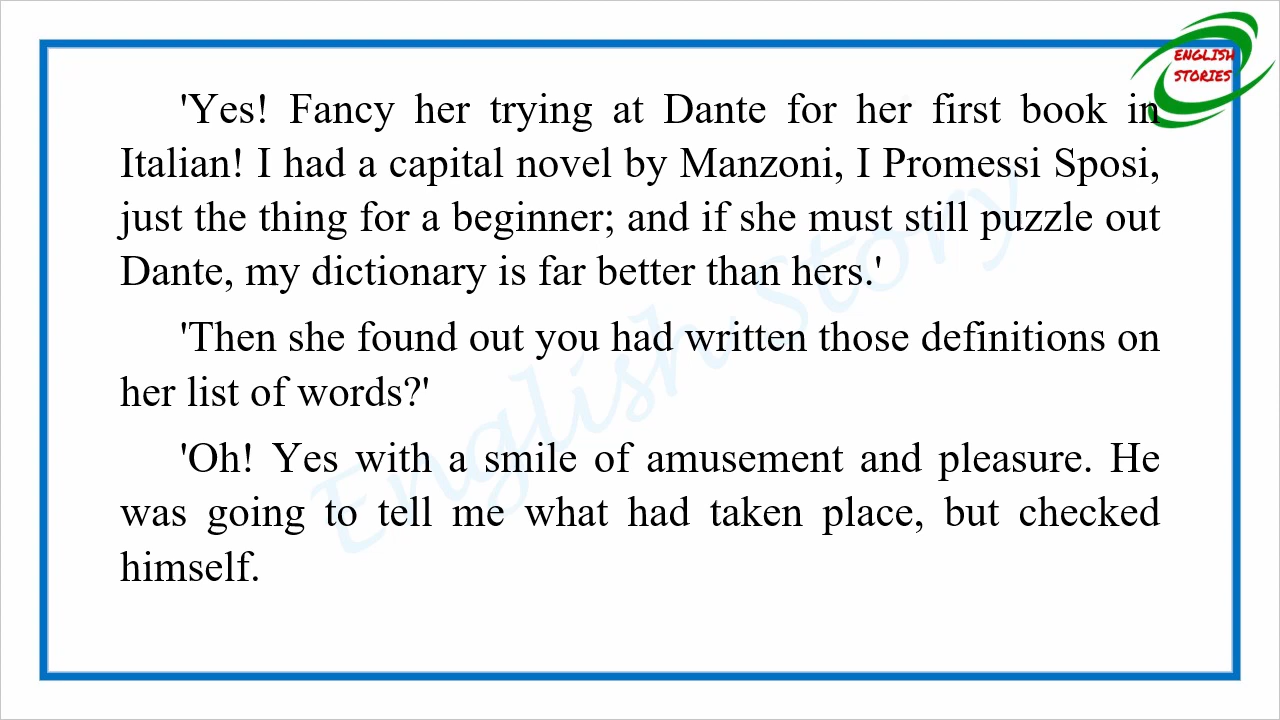 ENGLISH
STORIES
'Yes! Fancy her trying at Dante for her first book in
Italian! I had a capital novel by Manzoni, I Promessi Sposi,
just the thing for a beginner; and if she must still puzzle out
Dante, my dictionary is far better than hers.'
'Then she found out you had written those definitions on
her list of words?'
'Oh! Yes with a smile of amusement and pleasure. He
was going to tell me what had taken place, but checked
himself.
English Story